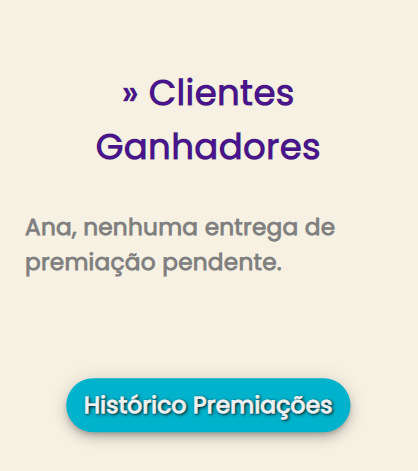 » Clientes
Ganhadores
Ana, nenhuma entrega de
premiação pendente.
Histórico Premiações